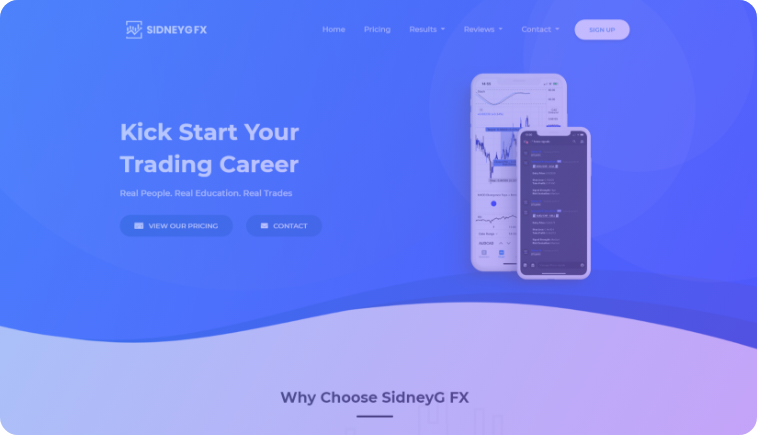 SIDNEYG FX
Home Pricing Results Reviews Contact SIGN UP
Kick Start Your
Trading Career
Real People. Real Education. Real Trades
VIEW OUR PRICING CONTACT
Why Choose SidneyG FX